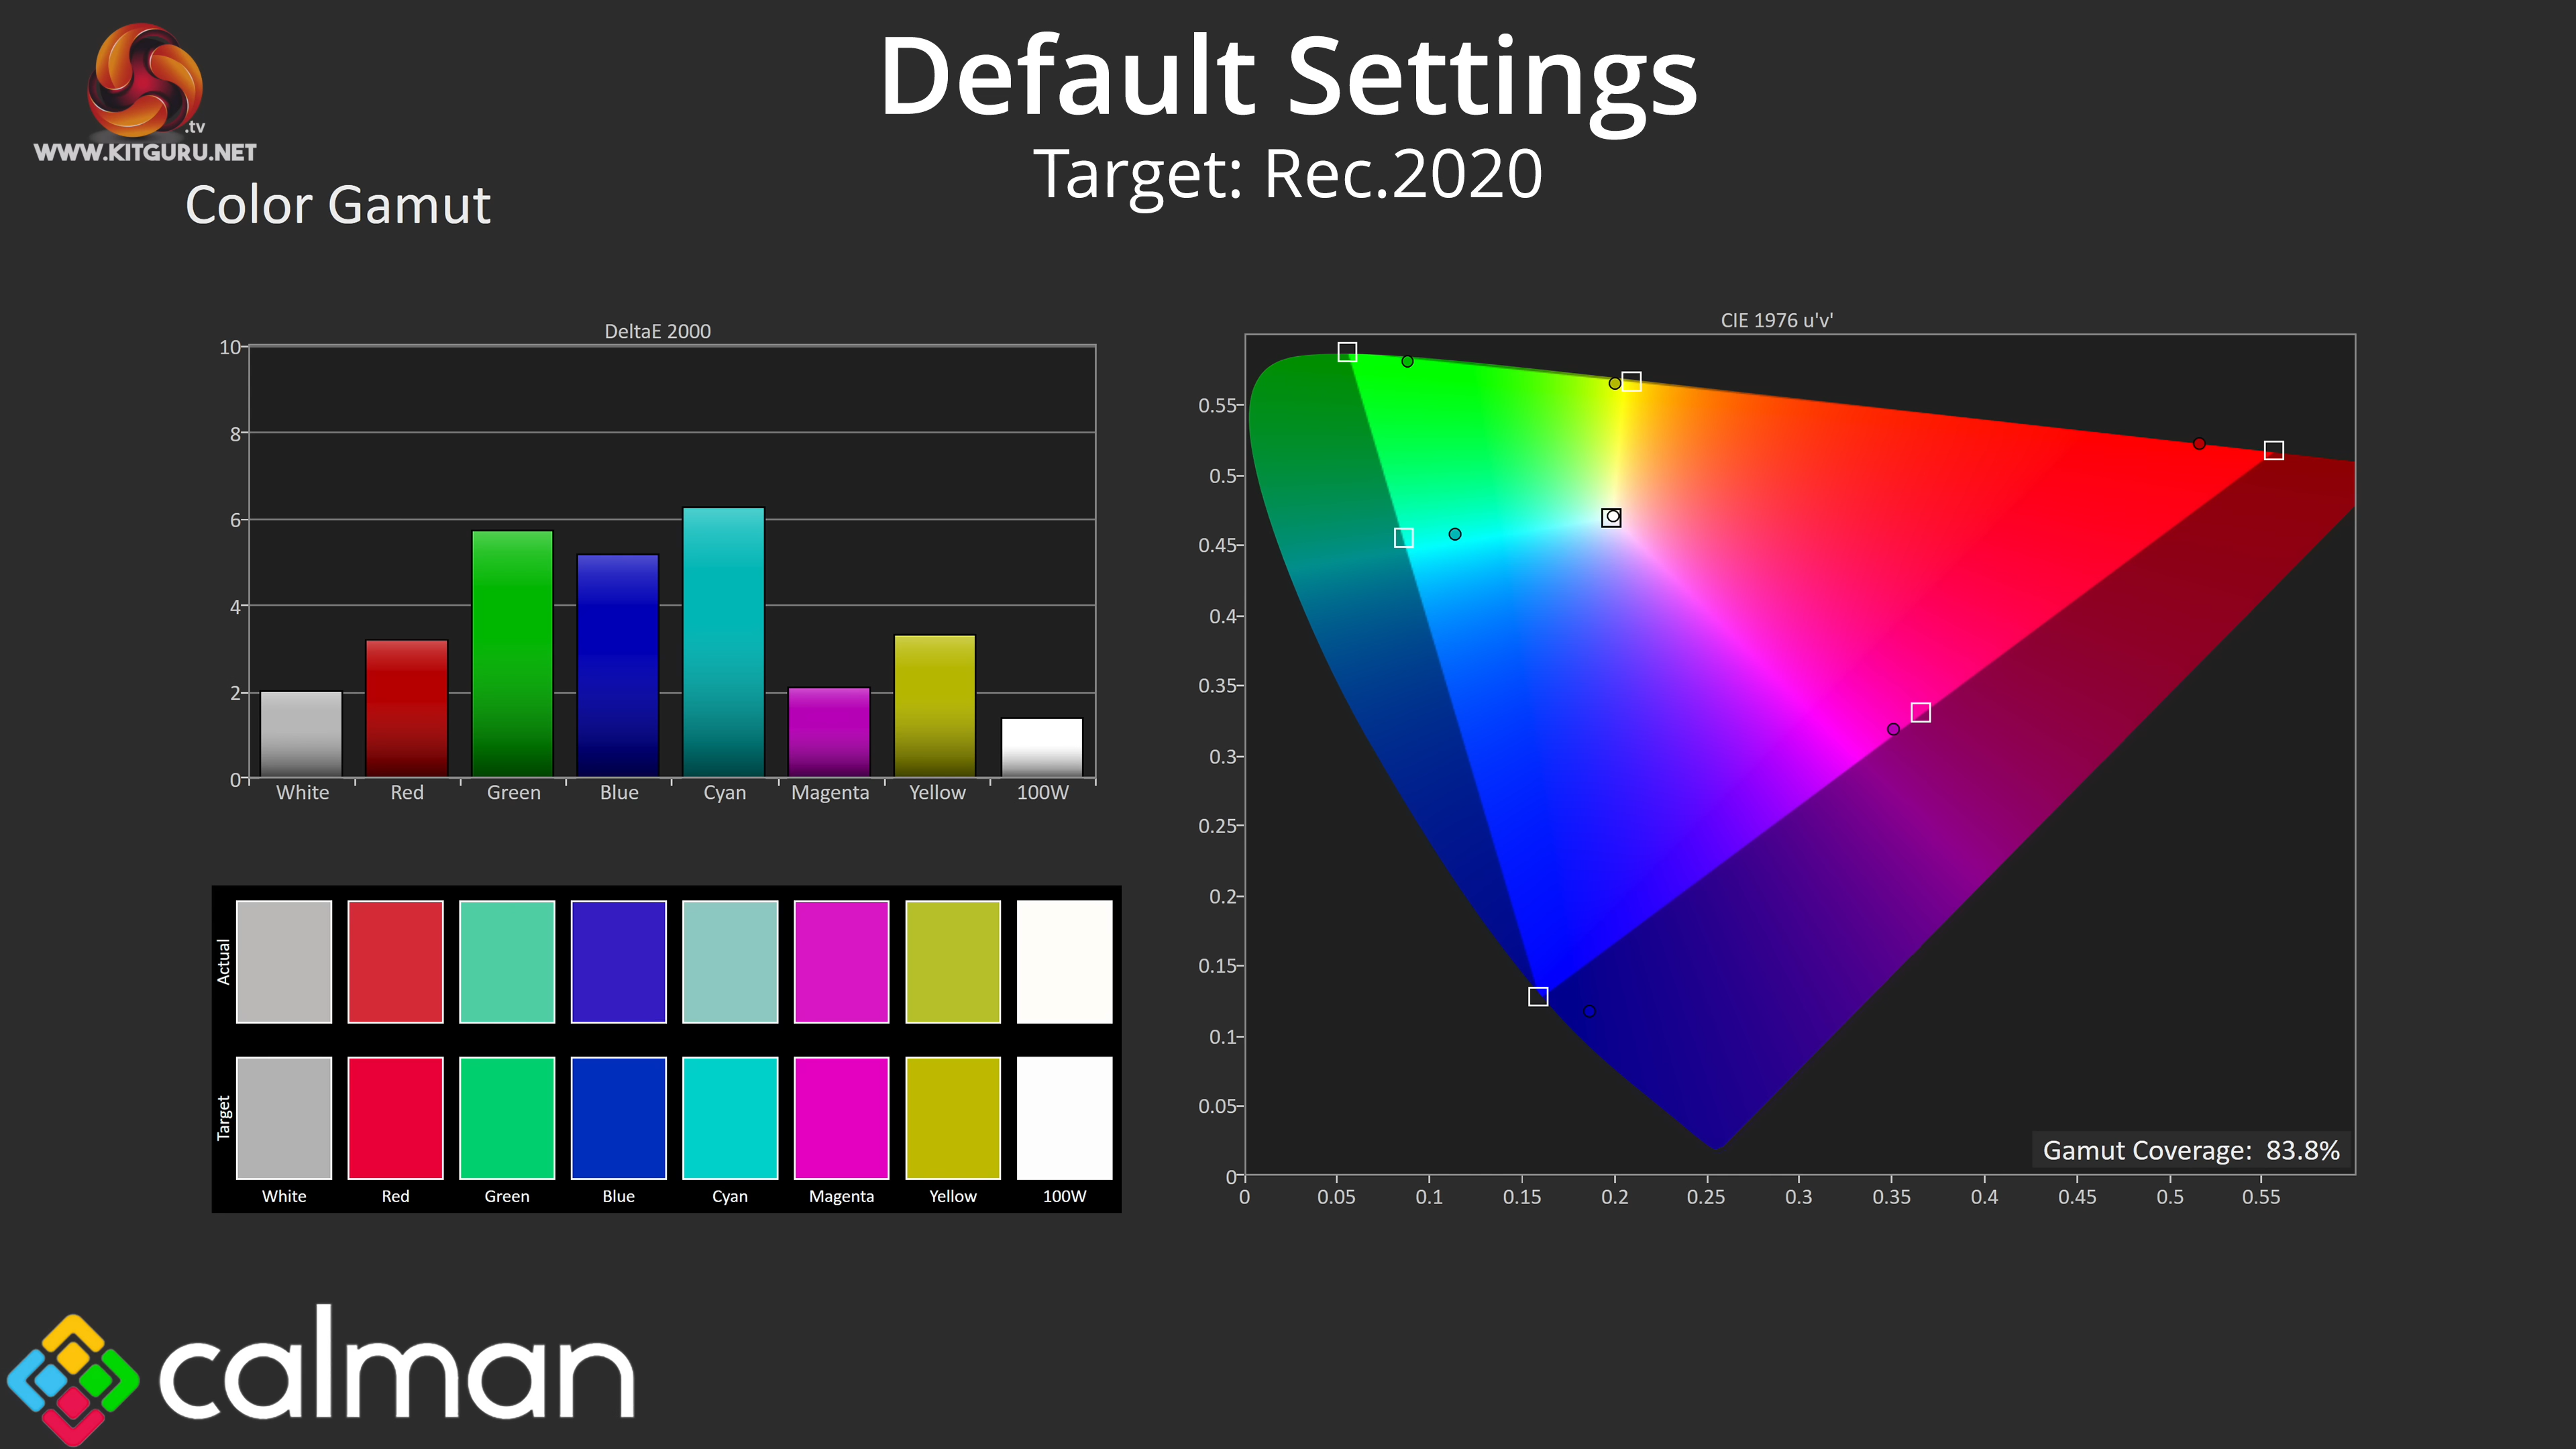 Default Settings
Target: Rec.2020
.tv
WWW.KITGURU.NET
Color Gamut
DeltaE 2000
10
8
6
4
2
0
White Red Green Blue Cyan Magenta Yellow 100W
Actual
Target
White Red Green Blue Cyan Magenta Yellow 100W
CIE 1976 u'v'
0.55
0.5
0.45
0.4
0.35
0.3
0.25
0.2
0.15
0.1
0.05
0
Gamut Coverage: 83.8%
0 0.05 0.1 0.15 0.2 0.25 0.3 0.35 0.4 0.45 0.5 0.55
calman